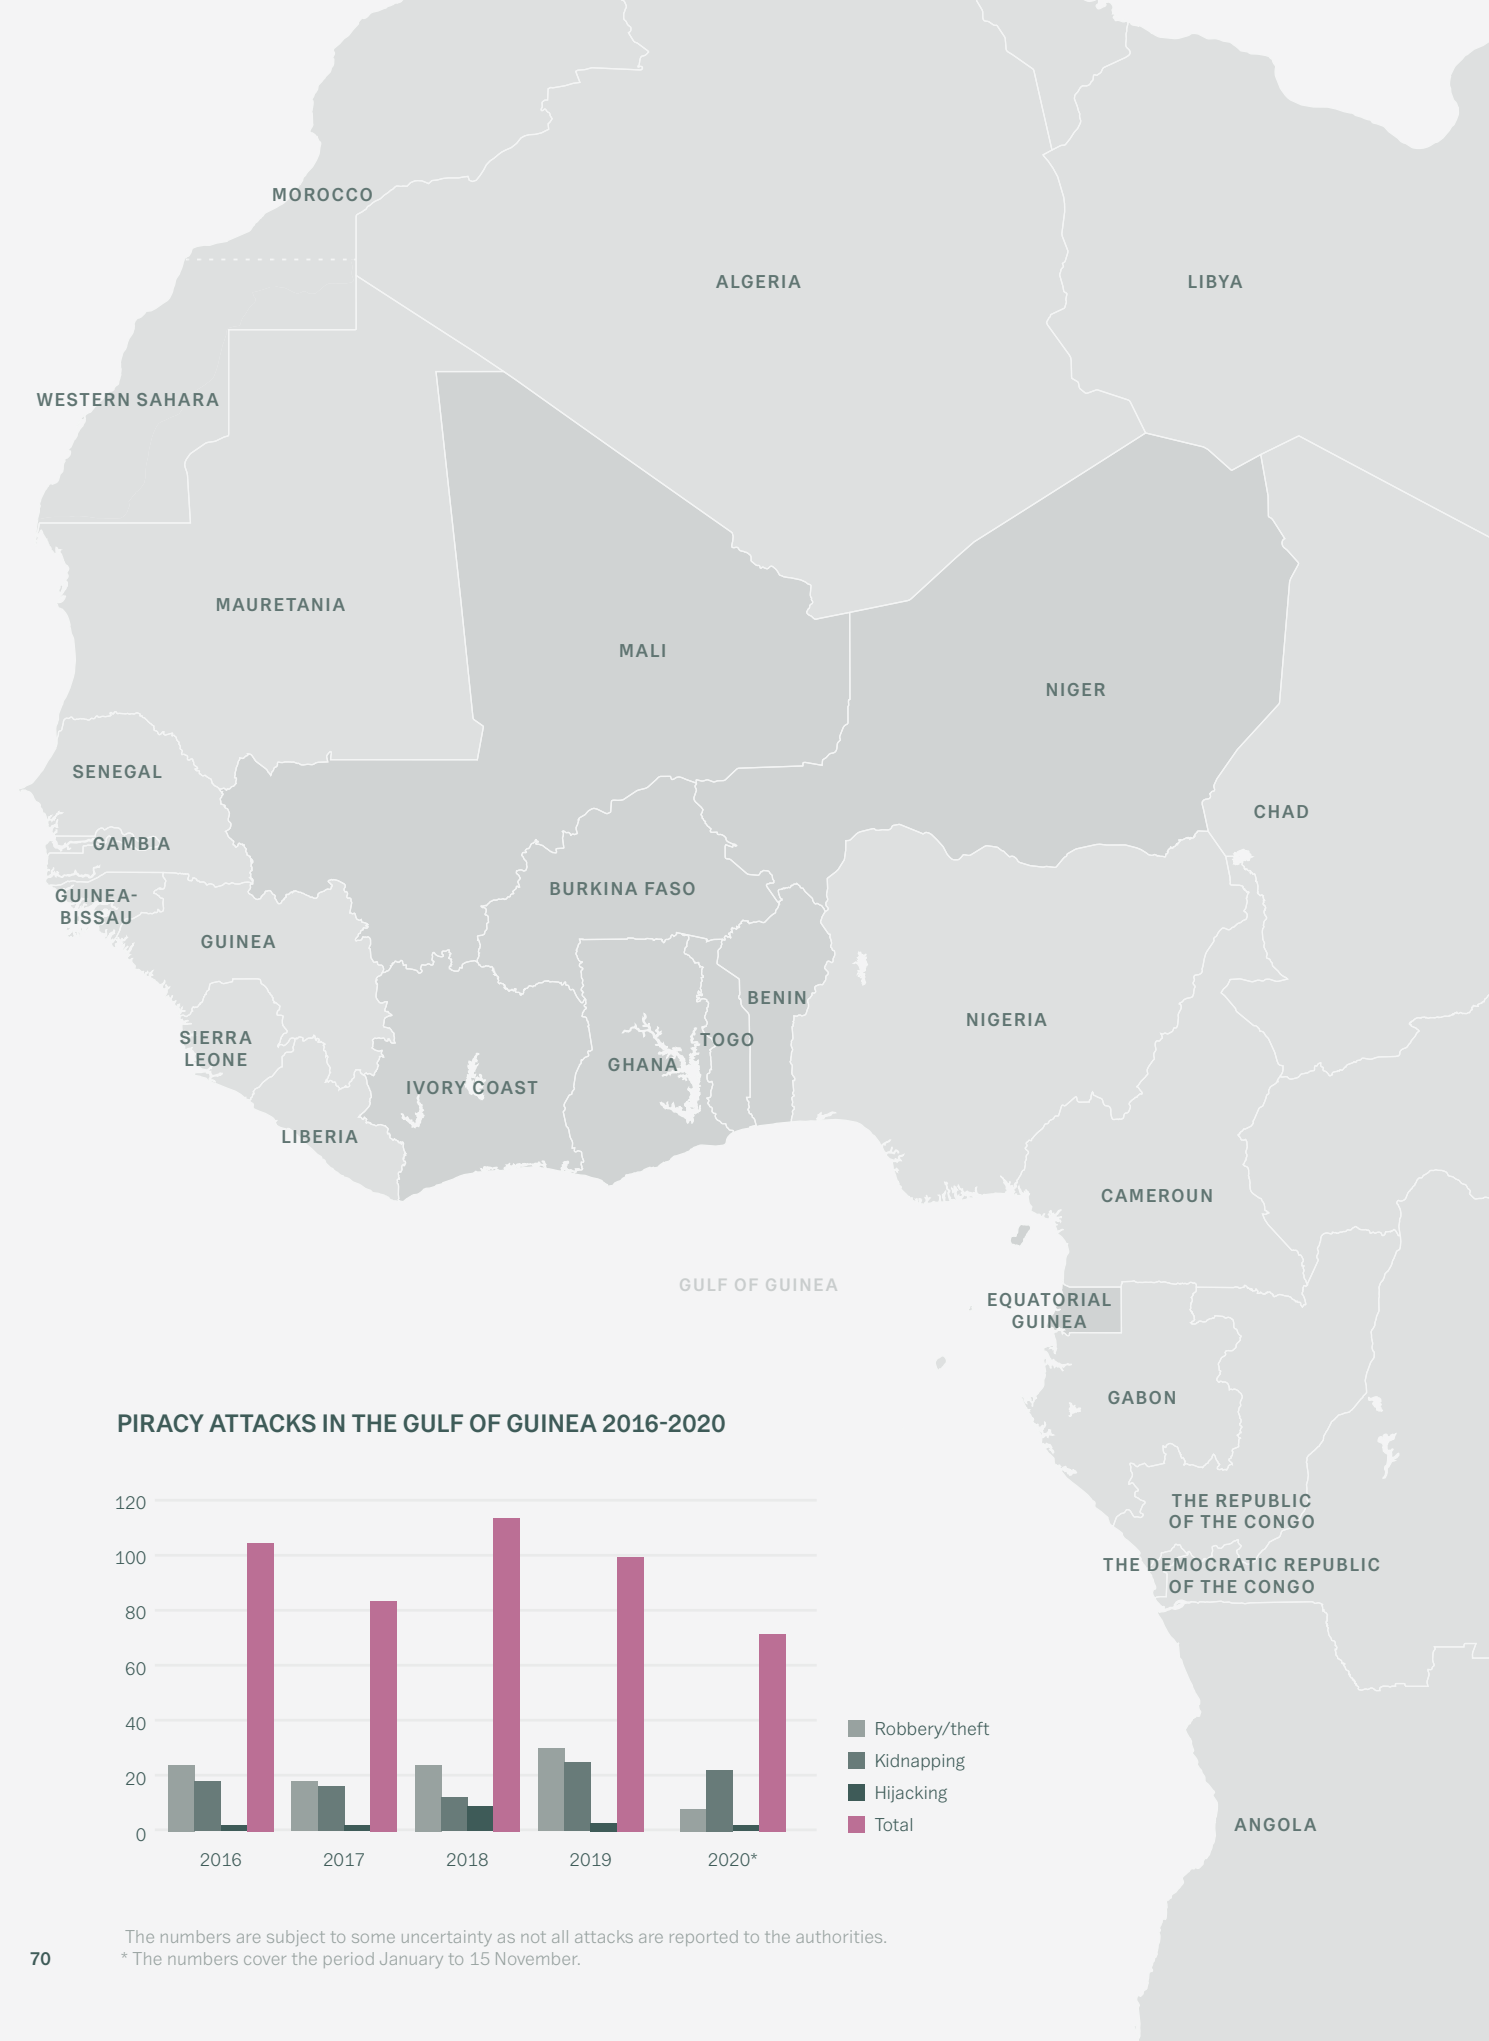 MOROCCO
ALGERIA
LIBYA
WESTERN SAHARA
MAURETANIA
MALI
NIGER
SENEGAL
CHAD
GAMBIA
GUINEA-
BISSAU
BURKINA FASO
GUINEA
BENIN
NIGERIA
SIERRA
LEONE
TOGO
GHANA
IVORY COAST
LIBERIA
CAMEROUN
GULF OF GUINEA
EQUATORIAL
GUINEA
GABON
THE REPUBLIC
OF THE CONGO
THE DEMOCRATIC REPUBLIC
OF THE CONGO
ANGOLA
PIRACY ATTACKS IN THE GULF OF GUINEA 2016-2020
120
100
80
60
40
20
0
2016
2017
2018
2019
2020*
Robbery/theft
Kidnapping
Hijacking
Total
The numbers are subject to some uncertainty as not all attacks are reported to the authorities.
* The numbers cover the period January to 15 November.
70